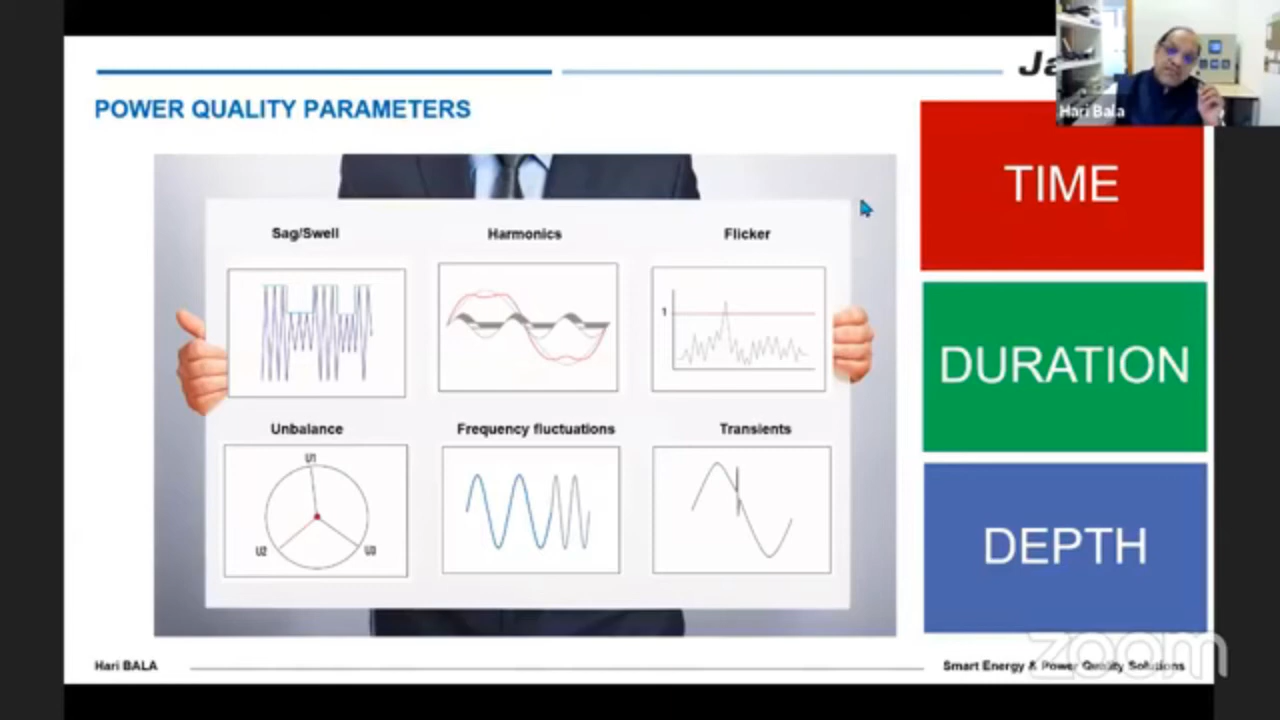 Ja
Hari Bala
POWER QUALITY PARAMETERS
TIME
Sag/Swell
Harmonics
Flicker
1
DURATION
Unbalance
Frequency fluctuations
Transients
U1
U2
U3
DEPTH
zoom
Hari BALA
Smart Energy & Power Quality Solutions